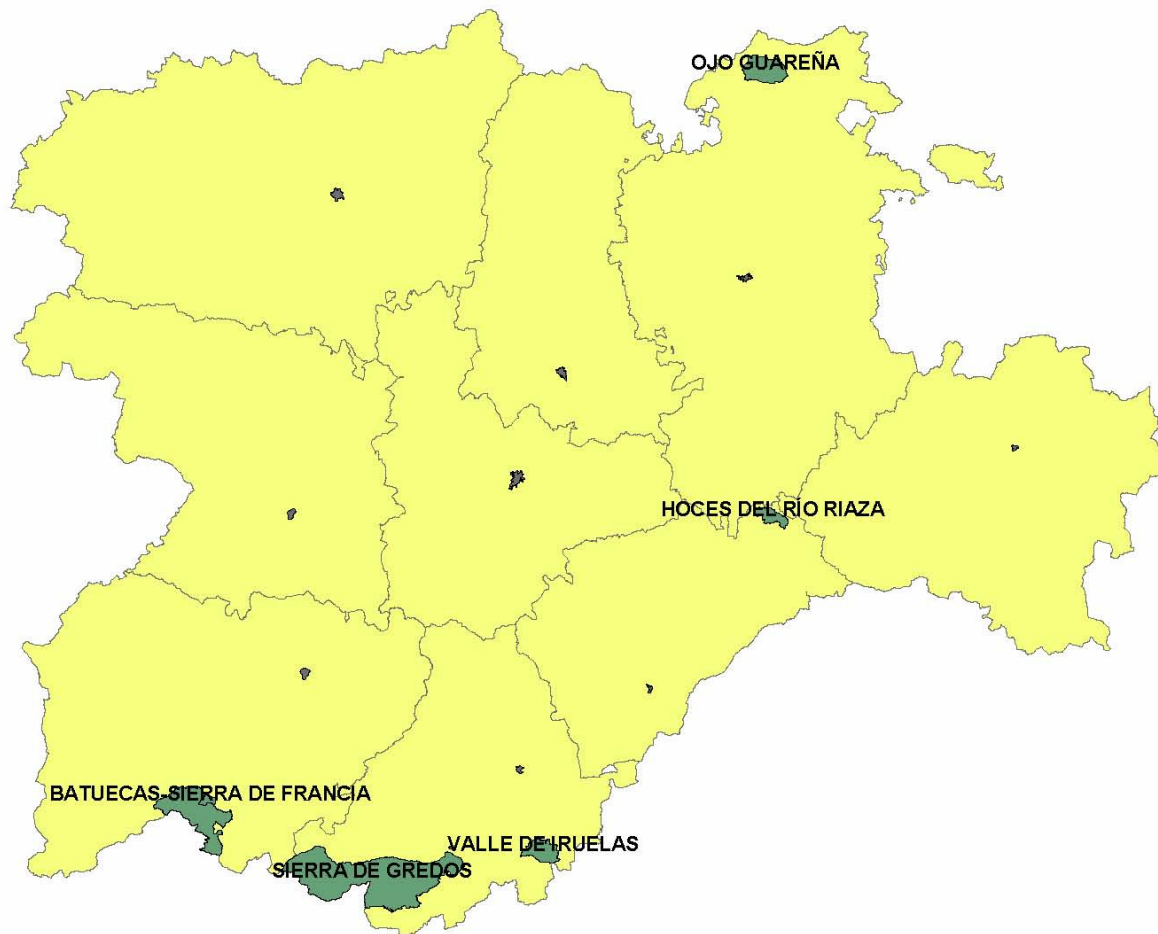 OJO GUAREÑA
HOCES DEL RÍO RIAZA
BATUECAS-SIERRA DE FRANCIA
VALLE DE IRUELAS
SIERRA DE GREDOS